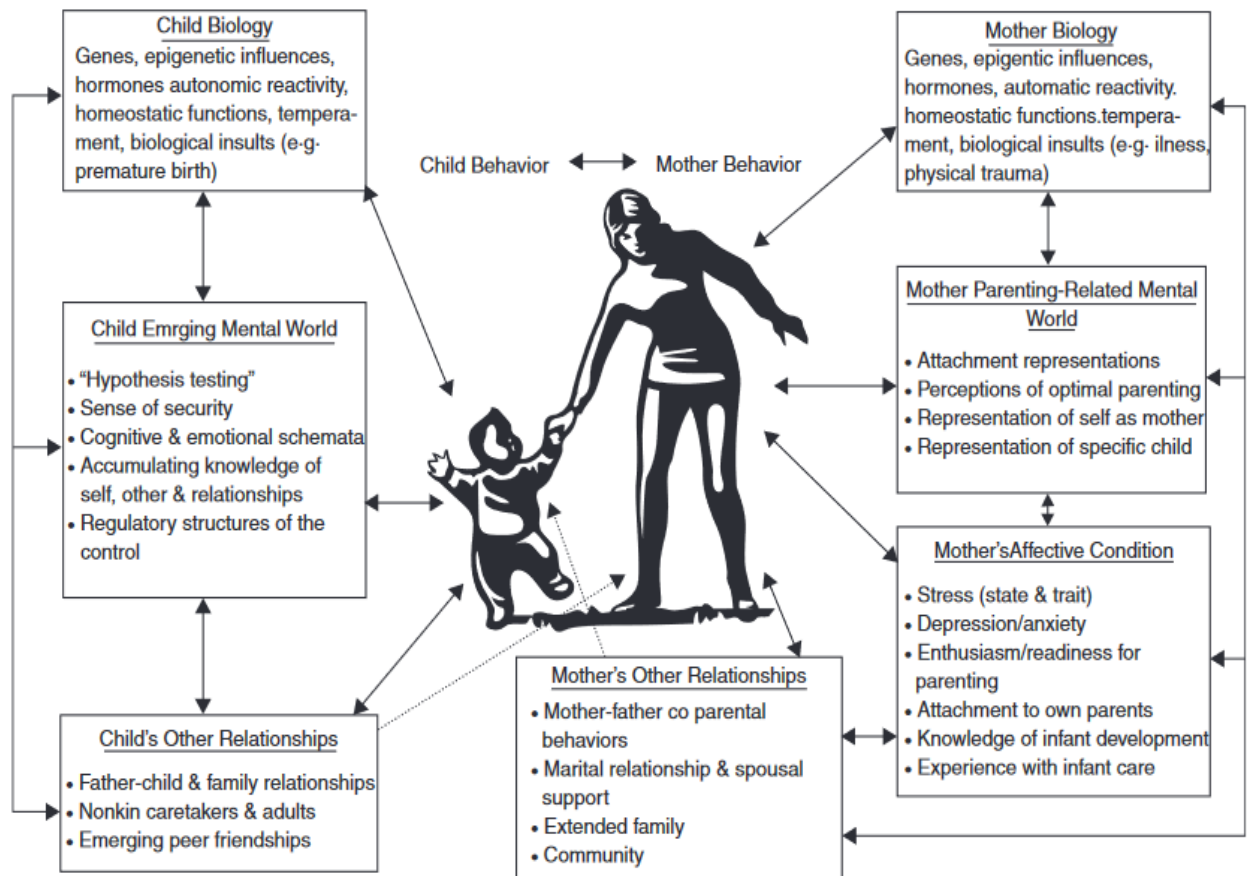 Child Biology
Genes, epigenetic influences,
hormones autonomic reactivity,
homeostatic functions, tempera-
ment, biological insults (e-g-
premature birth)
Mother Biology
Genes, epigentic influences,
hormones, automatic reactivity.
homeostatic functions.tempera-
ment, biological insults (e-g- ilness,
physical trauma)
Child Behavior
Mother Behavior
Child Emrging Mental World
• “Hypothesis testing”
• Sense of security
• Cognitive & emotional schemata
• Accumulating knowledge of
self, other & relationships
• Regulatory structures of the
control
Mother Parenting-Related Mental
World
• Attachment representations
• Perceptions of optimal parenting
• Representation of self as mother
• Representation of specific child
Mother'sAffective Condition
• Stress (state & trait)
• Depression/anxiety
• Enthusiasm/readiness for
parenting
• Attachment to own parents
• Knowledge of infant development
• Experience with infant care
Child's Other Relationships
• Father-child & family relationships
• Nonkin caretakers & adults
• Emerging peer friendships
Mother's Other Relationships
• Mother-father co parental
behaviors
• Marital relationship & spousal
support
• Extended family
• Community